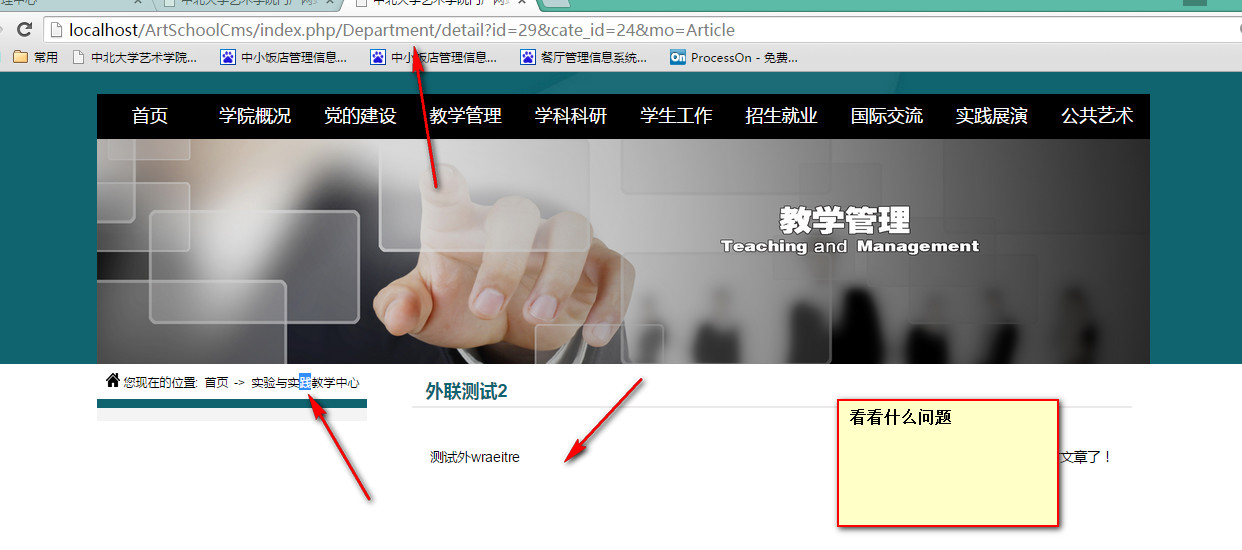 localhost/ArtSchoolCms/index.php/Department/detail?id=29&cate_id=24&mo=Article
常用 中北大学艺术学院... 中小饭店管理信息... 中小饭店管理信息... 餐厅管理信息系统... On ProcessOn - 免费...
首页 学院概况 党的建设 教学管理 学科科研 学生工作 招生就业 国际交流 实践展演 公共艺术
教学管理
Teaching and Management
您现在的位置: 首页 -> 实验与实践教学中心
外联测试2
看看什么问题
测试外wraeitre
文章了！